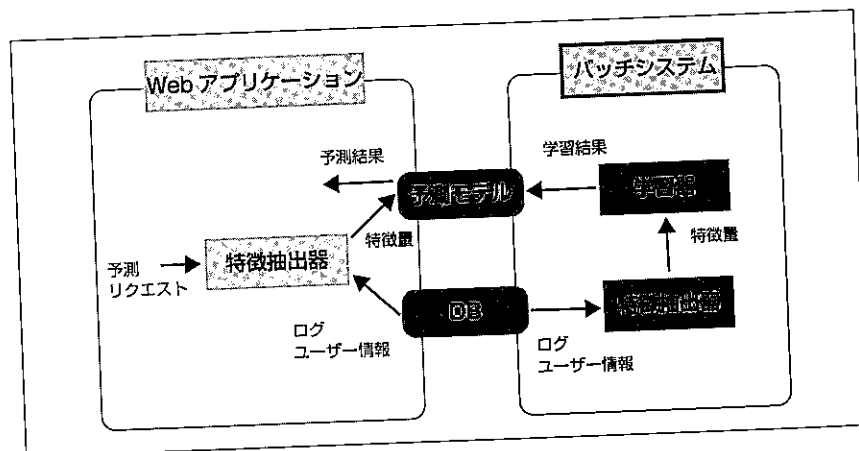 Web アプリケーション
バッチシステム
予測結果
学習結果
予測モデル
学習器
特徴量
特徴量
予測
リクエスト
特徴抽出器
DB
特徴抽出器
ログ
ユーザー情報
ログ
ユーザー情報